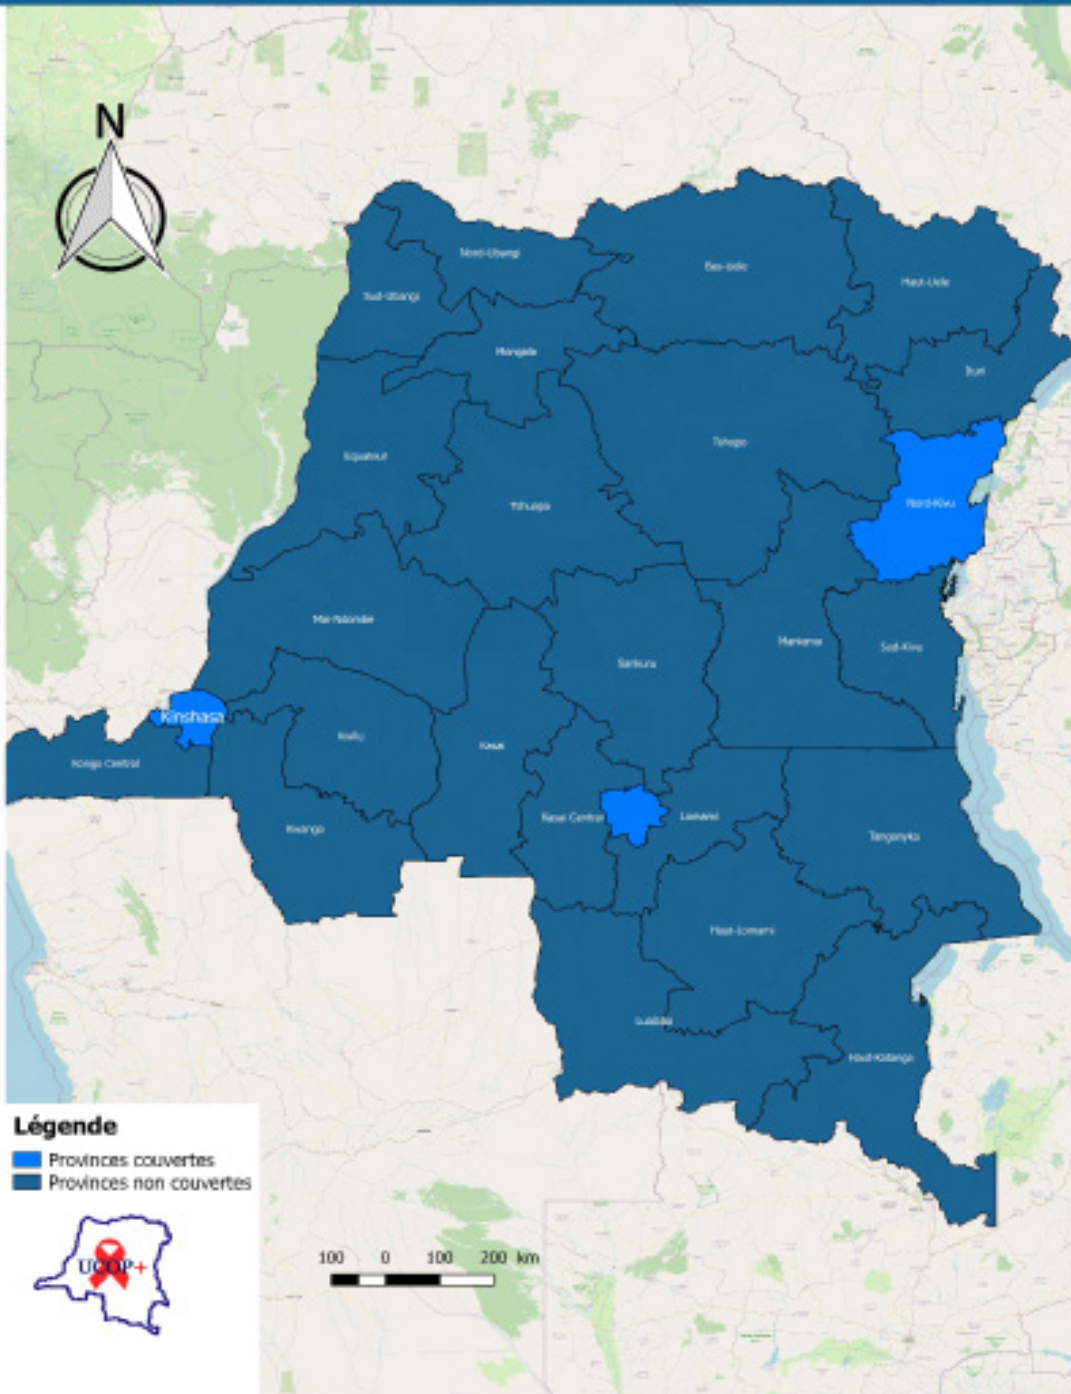 N
Nord-Ubangi
Bas-Uele
Haut-Uele
Sud-Ubangi
Mongala
Ituri
Tshopo
Equateur
Tshuapa
Nord-Kivu
Mai-Ndombe
Maniema
Sud-Kivu
Sankuru
Kinshasa
Kwilu
Kasai
Kongo Central
Kasai Central
Lomami
Kwango
Tanganyika
Haut-Lomami
Lualaba
Haut-Katanga
Légende
Provinces couvertes
Provinces non couvertes
UCOP+
100 0 100 200 km